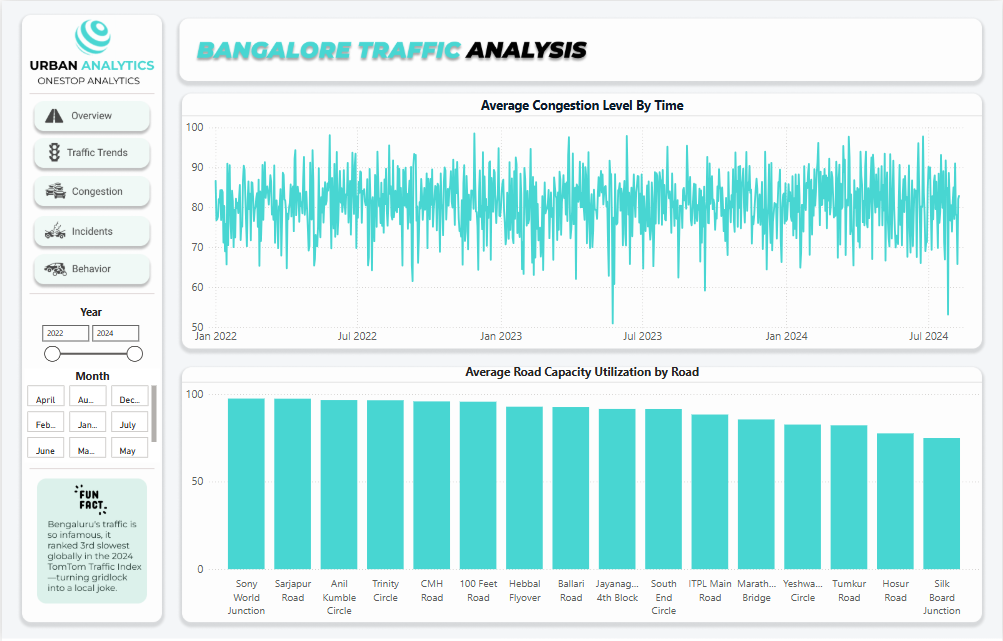 URBAN ANALYTICS
ONESTOP ANALYTICS
Overview
Traffic Trends
Congestion
Incidents
Behavior
Year
2022 2024
Month
April Au... Dec...
Feb... Jan... July
June Ma... May
FUN
FACT
Bengaluru's traffic is
so infamous, it
ranked 3rd slowest
globally in the 2024
TomTom Traffic Index
—turning gridlock
into a local joke.
BANGALORE TRAFFIC ANALYSIS
Average Congestion Level By Time
100
90
80
70
60
50
Jan 2022 Jul 2022 Jan 2023 Jul 2023 Jan 2024 Jul 2024
Average Road Capacity Utilization by Road
100
50
0
Sony World Junction
Sarjapur Road
Anil Kumble Circle
Trinity Circle
CMH Road
100 Feet Road
Hebbal Flyover
Ballari Road
Jayanag... 4th Block
South End Circle
ITPL Main Road
Marath... Bridge
Yeshwa... Circle
Tumkur Road
Hosur Road
Silk Board Junction